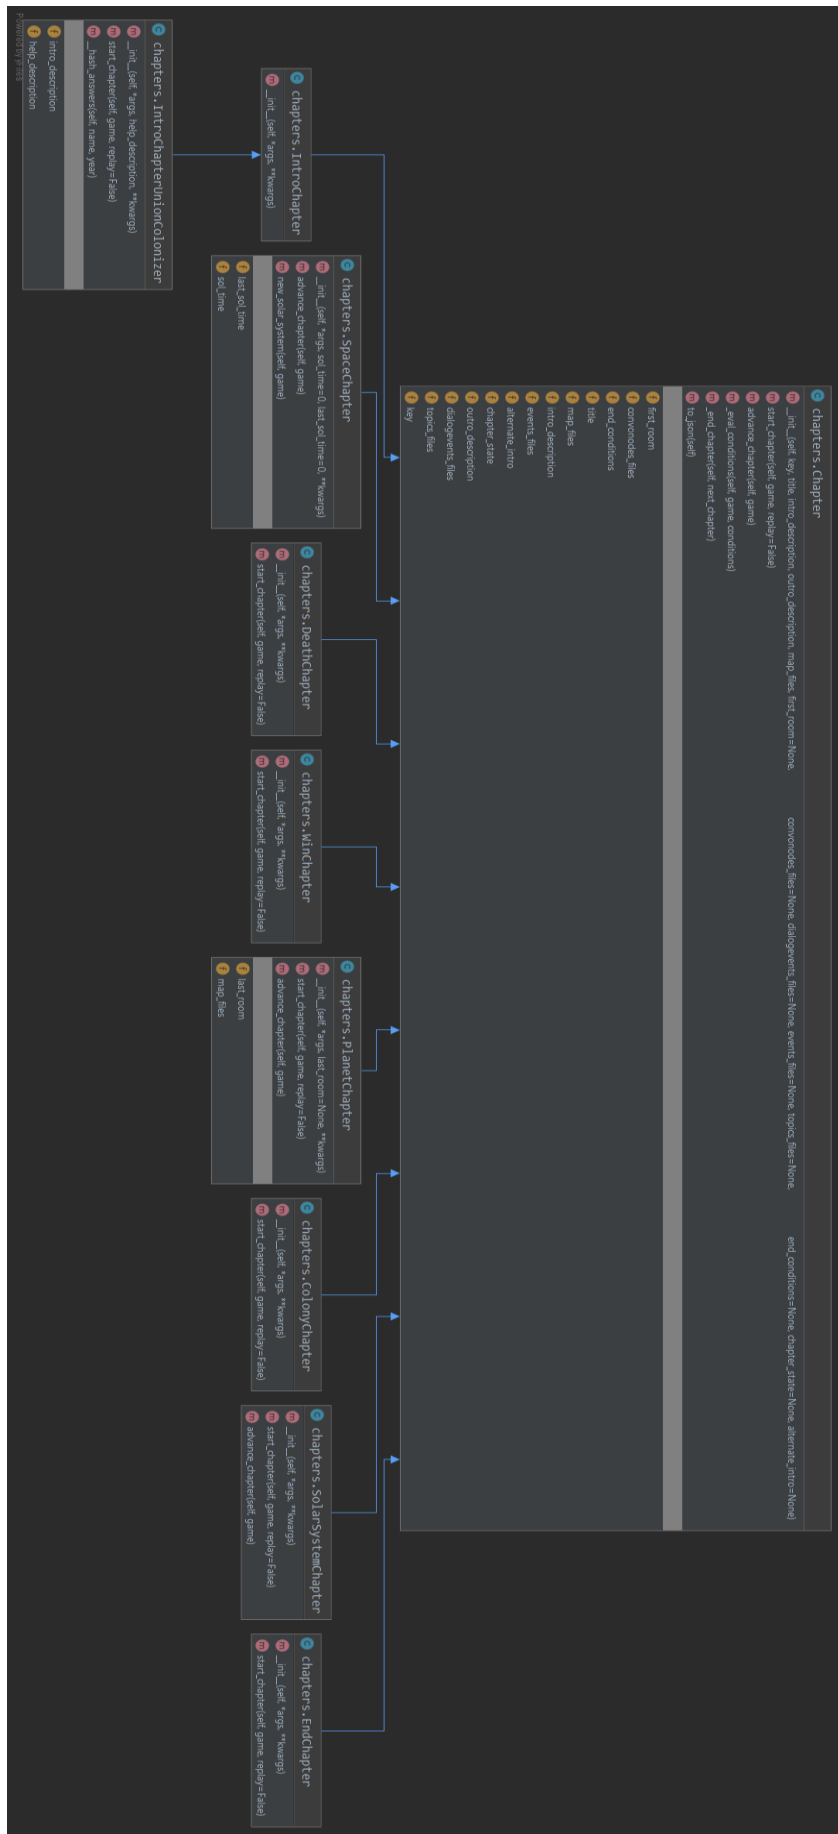 chapters.Chapter
__init__(self, key, title, intro_description, outro_description, map_files, first_room=None,
convonodes_files=None, dialogevents_files=None, events_files=None, topics_files=None,
end_conditions=None, chapter_state=None, alternate_intro=None)
start_chapter(self, game, replay=False)
advance_chapter(self, game)
_eval_conditions(self, game, conditions)
_end_chapter(self, next_chapter)
to_json(self)
first_room
convonodes_files
end_conditions
title
map_files
intro_description
events_files
alternate_intro
chapter_state
outro_description
dialogevents_files
topics_files
key
chapters.IntroChapter
__init__(self, *args, **kwargs)
chapters.SpaceChapter
__init__(self, *args, sol_time=0, last_sol_time=0, **kwargs)
advance_chapter(self, game)
new_solar_system(self, game)
last_sol_time
sol_time
chapters.DeathChapter
__init__(self, *args, **kwargs)
start_chapter(self, game, replay=False)
chapters.WinChapter
__init__(self, *args, **kwargs)
start_chapter(self, game, replay=False)
chapters.PlanetChapter
__init__(self, *args, last_room=None, **kwargs)
start_chapter(self, game, replay=False)
advance_chapter(self, game)
last_room
map_files
chapters.ColonyChapter
__init__(self, *args, **kwargs)
start_chapter(self, game, replay=False)
chapters.SolarSystemChapter
__init__(self, *args, **kwargs)
start_chapter(self, game, replay=False)
advance_chapter(self, game)
chapters.EndChapter
__init__(self, *args, **kwargs)
start_chapter(self, game, replay=False)
chapters.IntroChapterUnionColonizer
__init__(self, *args, help_description, **kwargs)
start_chapter(self, game, replay=False)
__hash_answers(self, name, year)
intro_description
help_description
Powered by yFiles